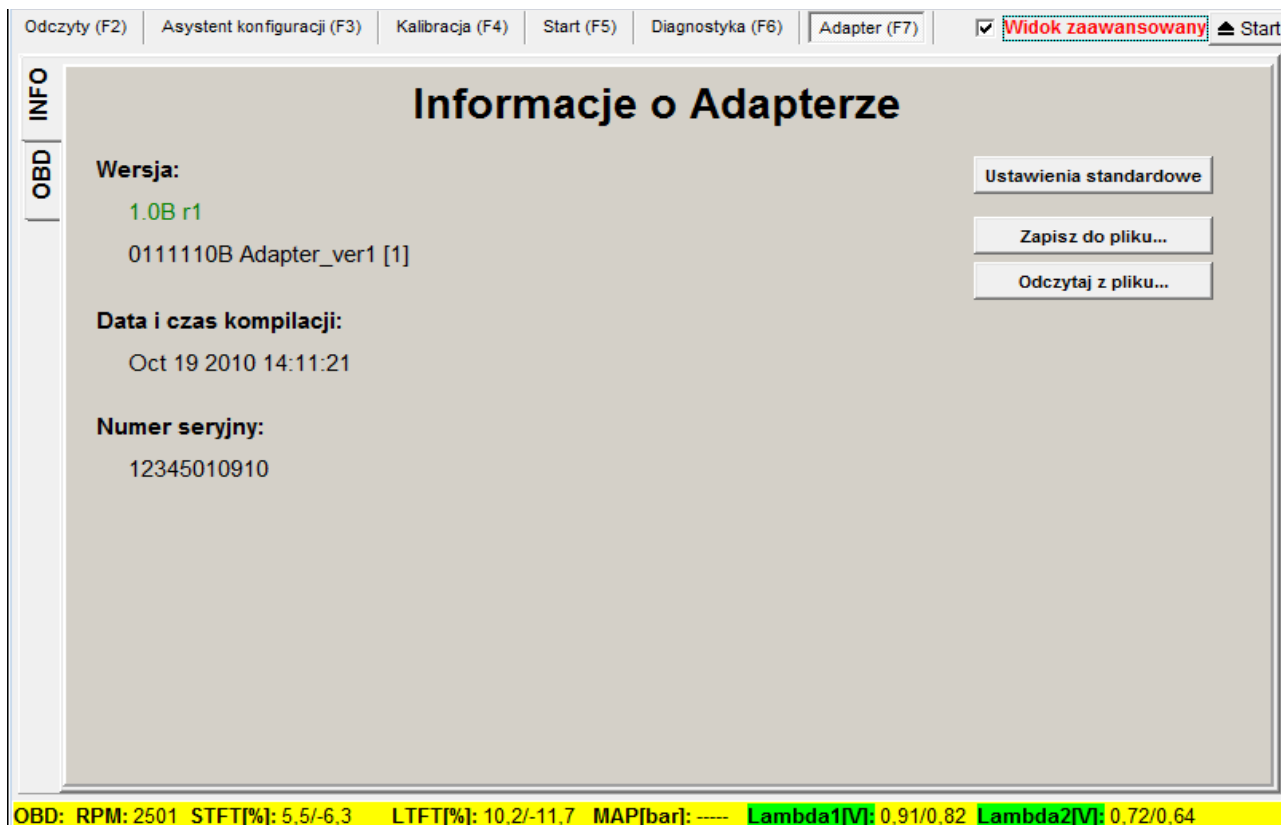 Odczyty (F2) Asystent konfiguracji (F3) Kalibracja (F4) Start (F5) Diagnostyka (F6) Adapter (F7) Widok zaawansowany Start
INFO
OBD
Informacje o Adapterze
Wersja:
1.0B r1
0111110B Adapter_ver1 [1]
Data i czas kompilacji:
Oct 19 2010 14:11:21
Numer seryjny:
12345010910
Ustawienia standardowe
Zapisz do pliku...
Odczytaj z pliku...
OBD: RPM: 2501 STFT[%]: 5,5/-6,3 LTFT[%]: 10,2/-11,7 MAP[bar]: ----- Lambda1[V]: 0,91/0,82 Lambda2[V]: 0,72/0,64